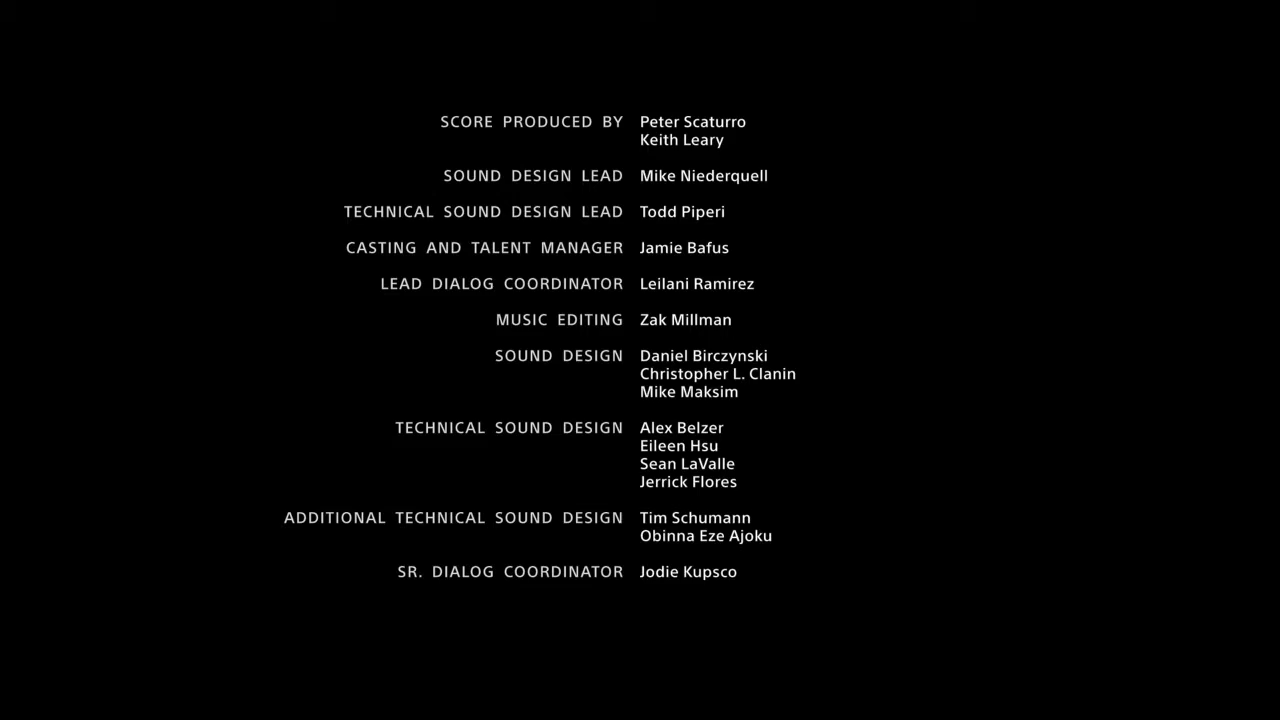 SCORE PRODUCED BY Peter Scaturro
Keith Leary
SOUND DESIGN LEAD Mike Niederquell
TECHNICAL SOUND DESIGN LEAD Todd Piperi
CASTING AND TALENT MANAGER Jamie Bafus
LEAD DIALOG COORDINATOR Leilani Ramirez
MUSIC EDITING Zak Millman
SOUND DESIGN Daniel Birczynski
Christopher L. Clanin
Mike Maksim
TECHNICAL SOUND DESIGN Alex Belzer
Eileen Hsu
Sean LaValle
Jerrick Flores
ADDITIONAL TECHNICAL SOUND DESIGN Tim Schumann
Obinna Eze Ajoku
SR. DIALOG COORDINATOR Jodie Kupsco